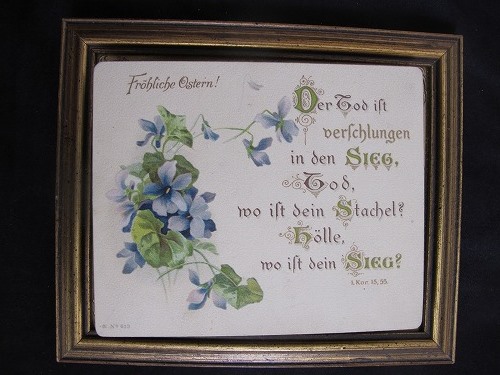 Fröhliche Ostern!
Der Tod iſt
verſchlungen
in den SIEG,
Tod,
wo iſt dein Stachel?
Hölle,
wo iſt dein SIEG?
1. Kor. 15, 55.